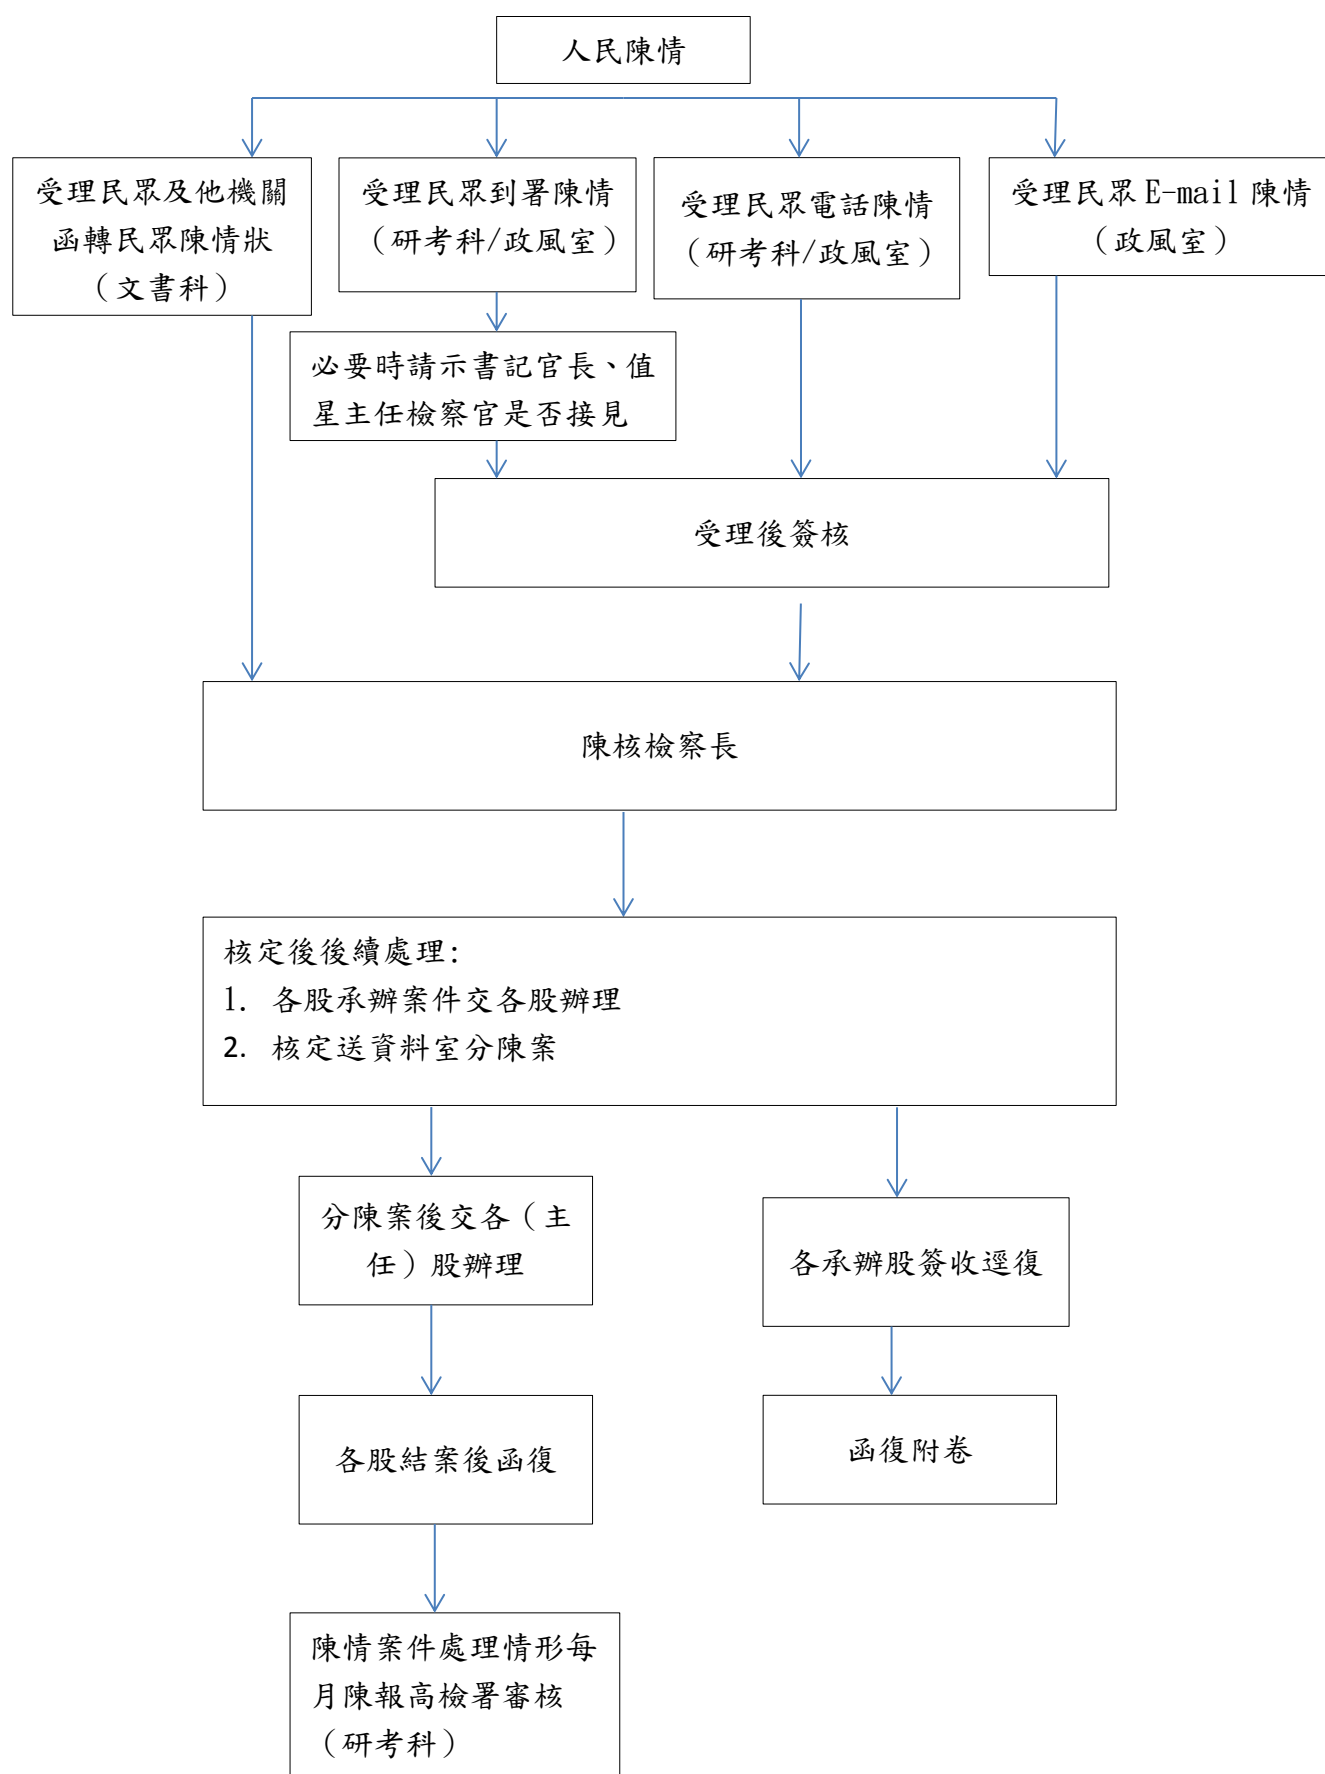 人民陳情
受理民眾及他機關
函轉民眾陳情狀
（文書科）
受理民眾到署陳情
（研考科/政風室）
受理民眾電話陳情
（研考科/政風室）
受理民眾 E-mail 陳情
（政風室）
必要時請示書記官長、值
星主任檢察官是否接見
受理後簽核
陳核檢察長
核定後後續處理:
1. 各股承辦案件交各股辦理
2. 核定送資料室分陳案
分陳案後交各（主
任）股辦理
各承辦股簽收逕復
各股結案後函復
函復附卷
陳情案件處理情形每
月陳報高檢署審核
（研考科）